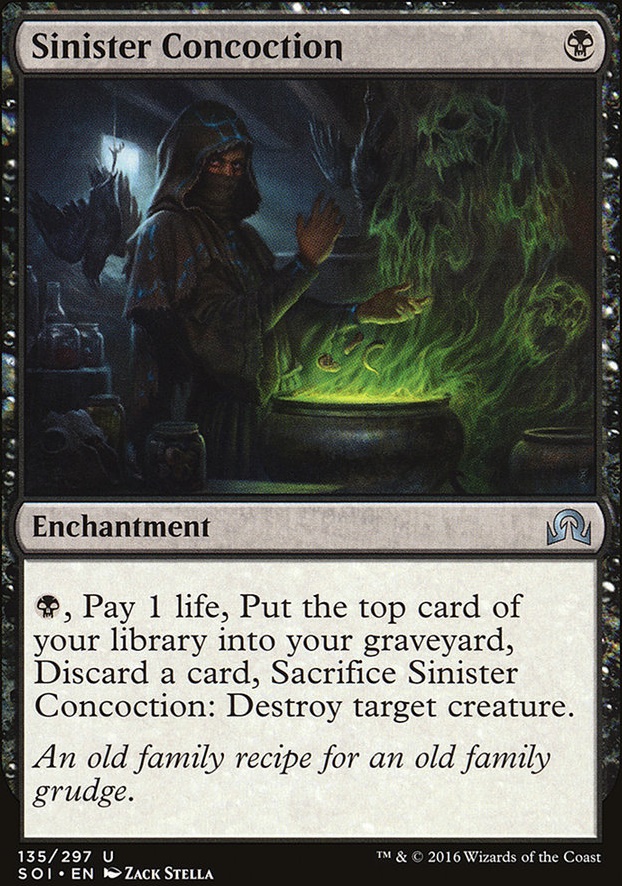 Sinister Concoction
Enchantment
, Pay 1 life, Put the top card of
your library into your graveyard,
Discard a card, Sacrifice Sinister
Concoction: Destroy target creature.
An old family recipe for an old family
grudge.
135/297 U
SOI • EN Zack Stella
™ & © 2016 Wizards of the Coast